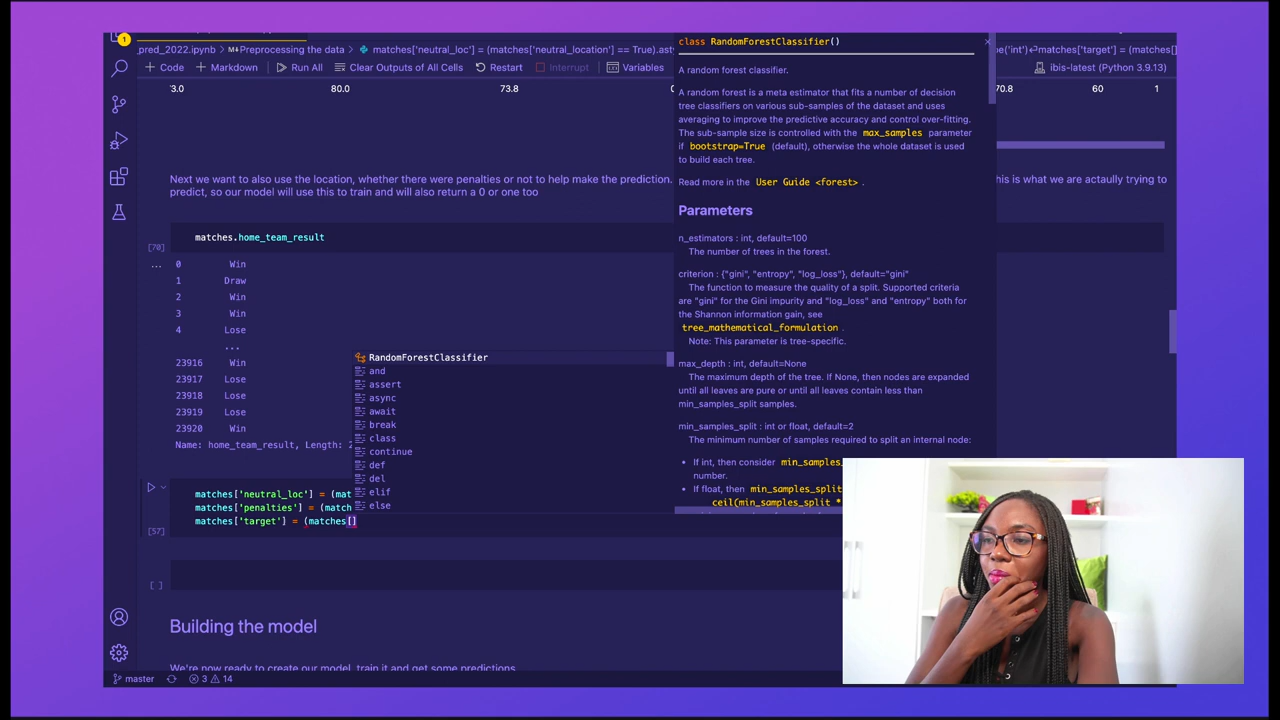 1
_pred_2022.ipynb > M↓Preprocessing the data > matches['neutral_loc'] = (matches['neutral_location'] == True).ast
'int')↵matches['target'] = (matches[]
Code + Markdown Run All Clear Outputs of All Cells Restart Interrupt Variables
ibis-latest (Python 3.9.13)
73.0 80.0 73.8 0
70.8 60 1
Next we want to also use the location, whether there were penalties or not to help make the prediction.
his is what we are actaully trying to
predict, so our model will use this to train and will also return a 0 or one too
matches.home_team_result
[70]
...
0 Win
1 Draw
2 Win
3 Win
4 Lose
...
23916 Win
23917 Lose
23918 Lose
23919 Lose
23920 Win
Name: home_team_result, Length: 2
matches['neutral_loc'] = (mat
matches['penalties'] = (match
matches['target'] = (matches[]
[57]
[ ]
RandomForestClassifier
and
assert
async
await
break
class
continue
def
del
elif
else
class RandomForestClassifier()
A random forest classifier.
A random forest is a meta estimator that fits a number of decision
tree classifiers on various sub-samples of the dataset and uses
averaging to improve the predictive accuracy and control over-fitting.
The sub-sample size is controlled with the max_samples parameter
if bootstrap=True (default), otherwise the whole dataset is used
to build each tree.
Read more in the User Guide <forest> .
Parameters
n_estimators : int, default=100
The number of trees in the forest.
criterion : {"gini", "entropy", "log_loss"}, default="gini"
The function to measure the quality of a split. Supported criteria
are "gini" for the Gini impurity and "log_loss" and "entropy" both for
the Shannon information gain, see
tree_mathematical_formulation .
Note: This parameter is tree-specific.
max_depth : int, default=None
The maximum depth of the tree. If None, then nodes are expanded
until all leaves are pure or until all leaves contain less than
min_samples_split samples.
min_samples_split : int or float, default=2
The minimum number of samples required to split an internal node:
• If int, then consider min_samples_
number.
• If float, then min_samples_split
ceil(min_samples_split *
Building the model
We're now ready to create our model, train it and get some predictions
master 3 14